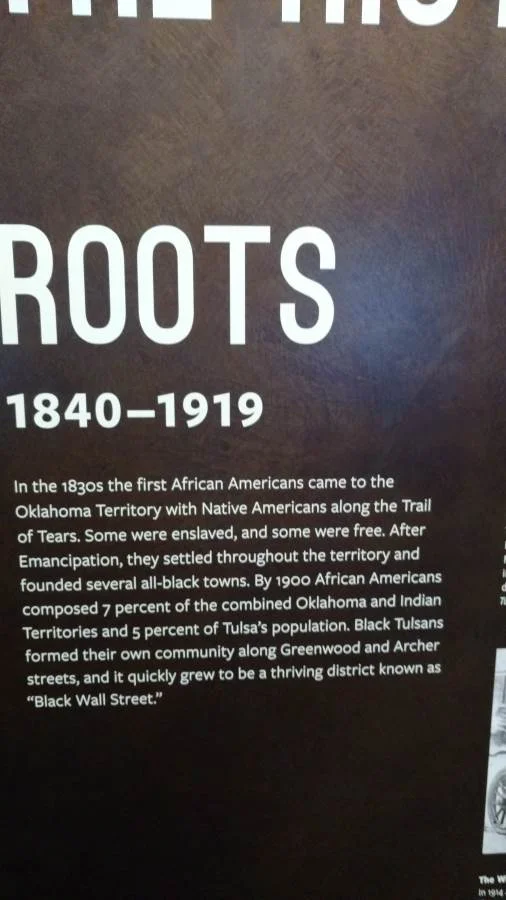 ROOTS
1840–1919
In the 1830s the first African Americans came to the
Oklahoma Territory with Native Americans along the Trail
of Tears. Some were enslaved, and some were free. After
Emancipation, they settled throughout the territory and
founded several all-black towns. By 1900 African Americans
composed 7 percent of the combined Oklahoma and Indian
Territories and 5 percent of Tulsa's population. Black Tulsans
formed their own community along Greenwood and Archer
streets, and it quickly grew to be a thriving district known as
“Black Wall Street.”
The
In 1914